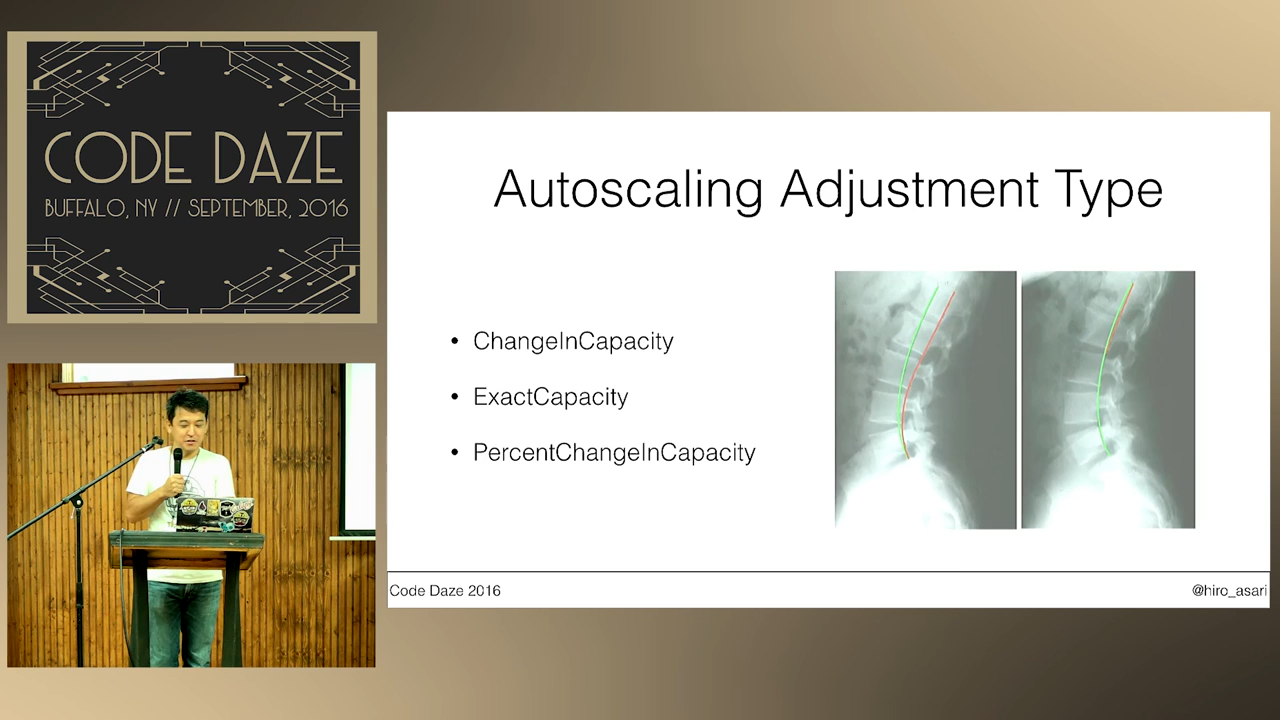 CODE DAZE
BUFFALO, NY // SEPTEMBER, 2016
Autoscaling Adjustment Type
• ChangeInCapacity
• ExactCapacity
• PercentChangeInCapacity
Code Daze 2016
@hiro_asari